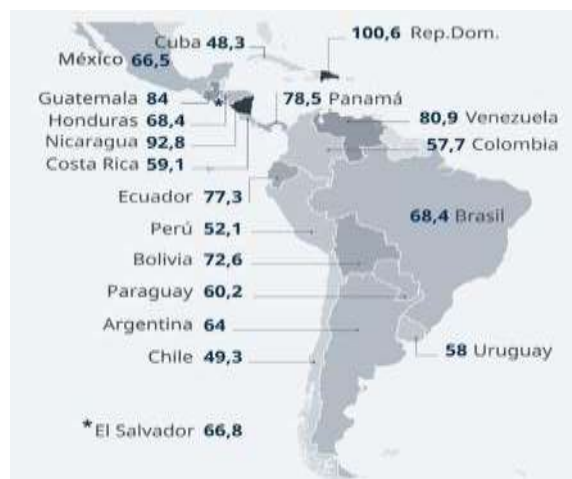 Cuba 48,3
100,6 Rep.Dom.
México 66,5
Guatemala 84
*
78,5 Panamá
Honduras 68,4
80,9 Venezuela
Nicaragua 92,8
57,7 Colombia
Costa Rica 59,1
Ecuador 77,3
68,4 Brasil
Perú 52,1
Bolivia 72,6
Paraguay 60,2
Argentina 64
58 Uruguay
Chile 49,3
*El Salvador 66,8